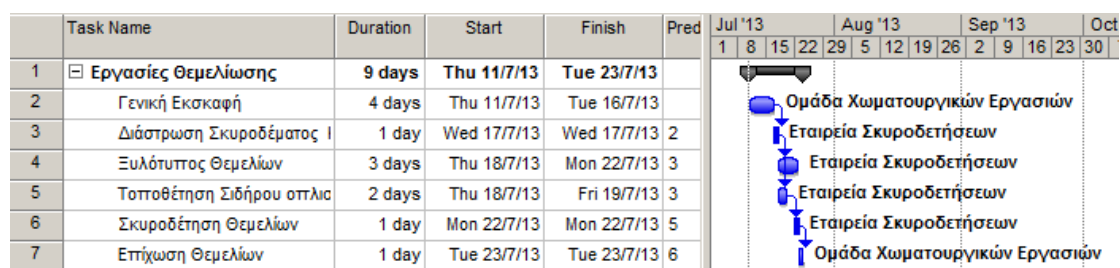 Task Name Duration Start Finish Pred Jul '13 Aug '13 Sep '13 Oct
1 8 15 22 29 5 12 19 26 2 9 16 23 30
1 Εργασίες Θεμελίωσης 9 days Thu 11/7/13 Tue 23/7/13
2 Γενική Εκσκαφή 4 days Thu 11/7/13 Tue 16/7/13 Ομάδα Χωματουργικών Εργασιών
3 Διάστρωση Σκυροδέματος 1 day Wed 17/7/13 Wed 17/7/13 2 Εταιρεία Σκυροδετήσεων
4 Ξυλότυπος Θεμελίων 3 days Thu 18/7/13 Mon 22/7/13 3 Εταιρεία Σκυροδετήσεων
5 Τοποθέτηση Σιδήρου οπλισ 2 days Thu 18/7/13 Fri 19/7/13 3 Εταιρεία Σκυροδετήσεων
6 Σκυροδέτηση Θεμελίων 1 day Mon 22/7/13 Mon 22/7/13 5 Εταιρεία Σκυροδετήσεων
7 Επίχωση Θεμελίων 1 day Tue 23/7/13 Tue 23/7/13 6 Ομάδα Χωματουργικών Εργασιών